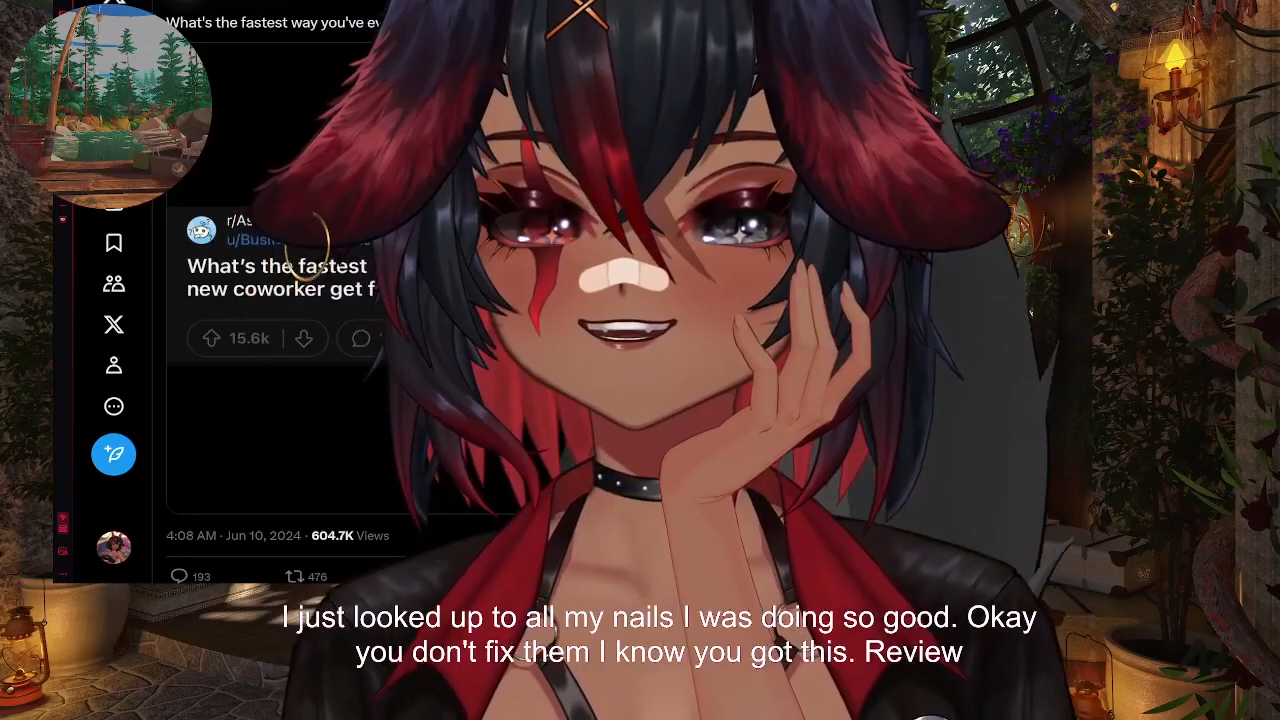 What's the fastest way you've ev
r/As
u/Busin
What's the fastest
new coworker get f
15.6k
4:08 AM · Jun 10, 2024 · 604.7K Views
193
476
I just looked up to all my nails I was doing so good. Okay
you don't fix them I know you got this. Review